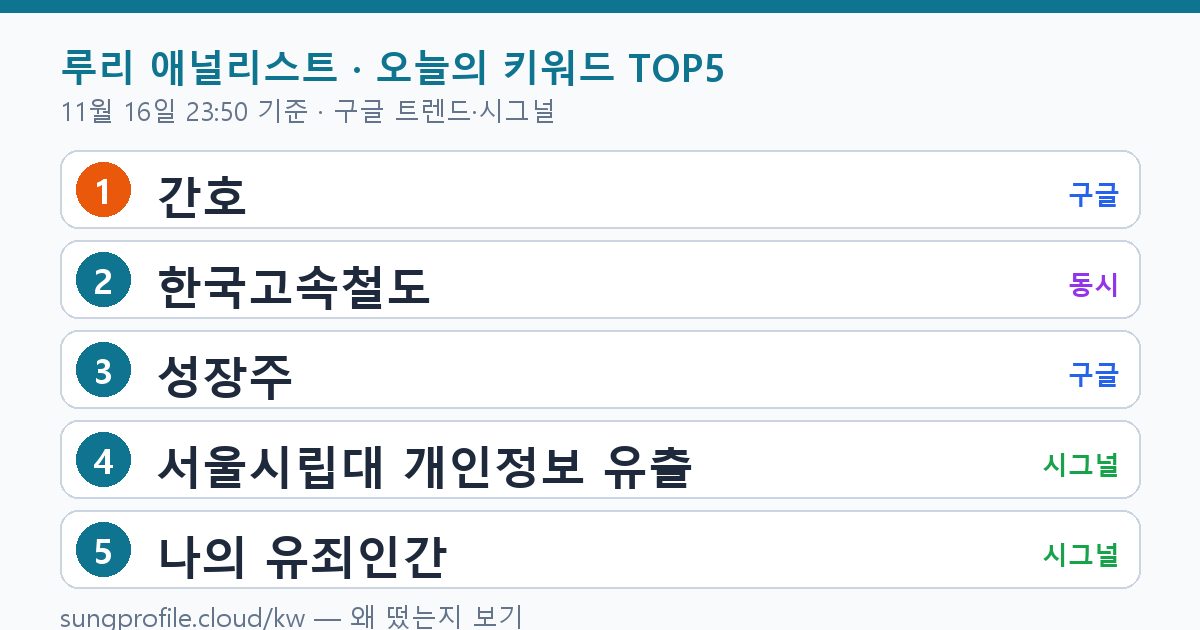 루리 애널리스트 · 오늘의 키워드 TOP5
11월 16일 23:50 기준 · 구글 트렌드·시그널
1 간호 구글
2 한국고속철도 동시
3 성장주 구글
4 서울시립대 개인정보 유출 시그널
5 나의 유죄인간 시그널
sungprofile.cloud/kw — 왜 떴는지 보기